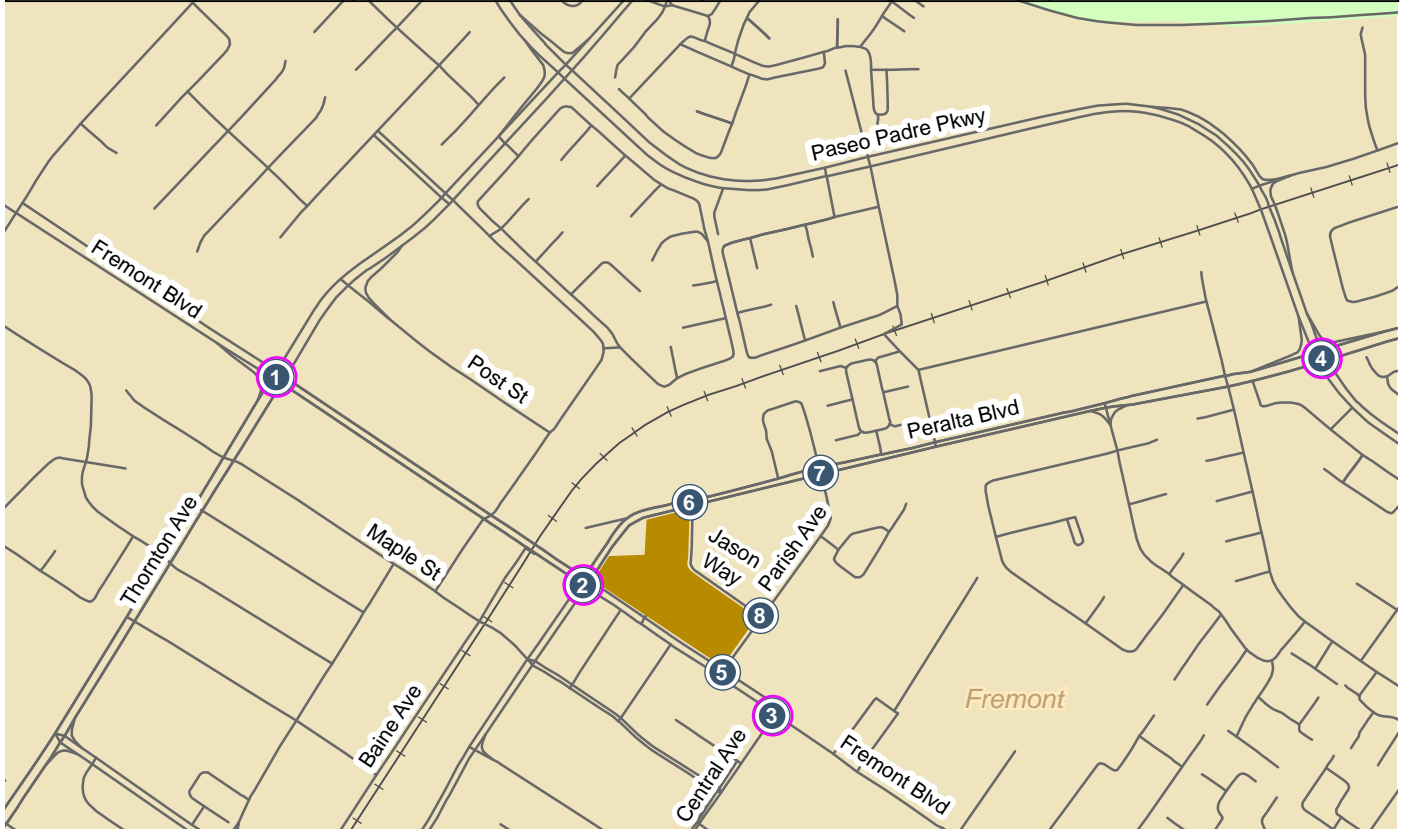 Paseo Padre Pkwy
Fremont Blvd
1
4
Post St
Peralta Blvd
7
6
Thornton Ave
Maple St
Jason
Way
Parish Ave
2
8
5
Baine Ave
3
Fremont
Central Ave
Fremont Blvd